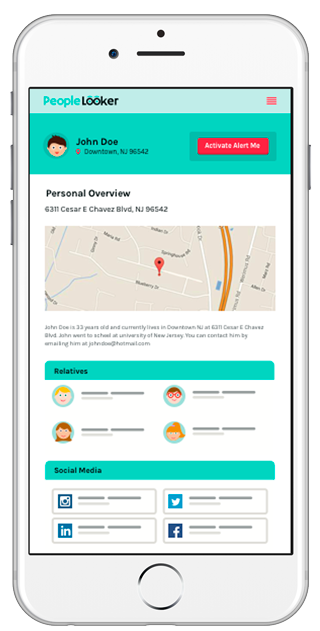 PeopleLooker
John Doe
Downtown, NJ 96542
Activate Alert Me
Personal Overview
6311 Cesar E Chavez Blvd, NJ 96542
John Doe is 33 years old and currently lives in Downtown NJ at 6311 Cesar E Chavez
Blvd. John went to school at university of New Jersey. You can contact him by
emailing him at johndoe@hotmail.com
Relatives
Social Media